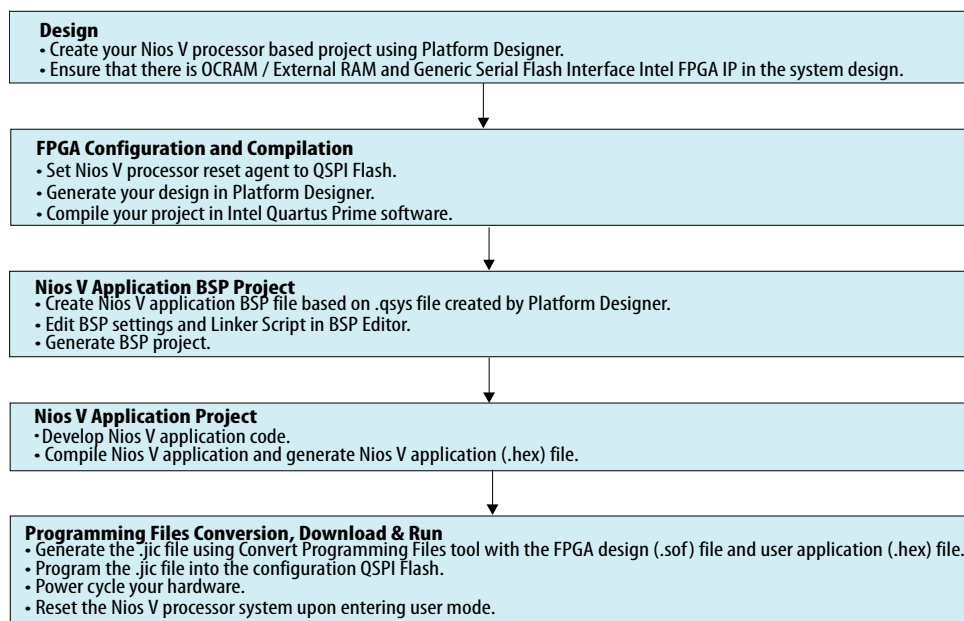 Design
• Create your Nios V processor based project using Platform Designer.
• Ensure that there is OCRAM / External RAM and Generic Serial Flash Interface Intel FPGA IP in the system design.
FPGA Configuration and Compilation
• Set Nios V processor reset agent to QSPI Flash.
• Generate your design in Platform Designer.
• Compile your project in Intel Quartus Prime software.
Nios V Application BSP Project
• Create Nios V application BSP file based on .qsys file created by Platform Designer.
• Edit BSP settings and Linker Script in BSP Editor.
• Generate BSP project.
Nios V Application Project
• Develop Nios V application code.
• Compile Nios V application and generate Nios V application (.hex) file.
Programming Files Conversion, Download & Run
• Generate the .jic file using Convert Programming Files tool with the FPGA design (.sof) file and user application (.hex) file.
• Program the .jic file into the configuration QSPI Flash.
• Power cycle your hardware.
• Reset the Nios V processor system upon entering user mode.